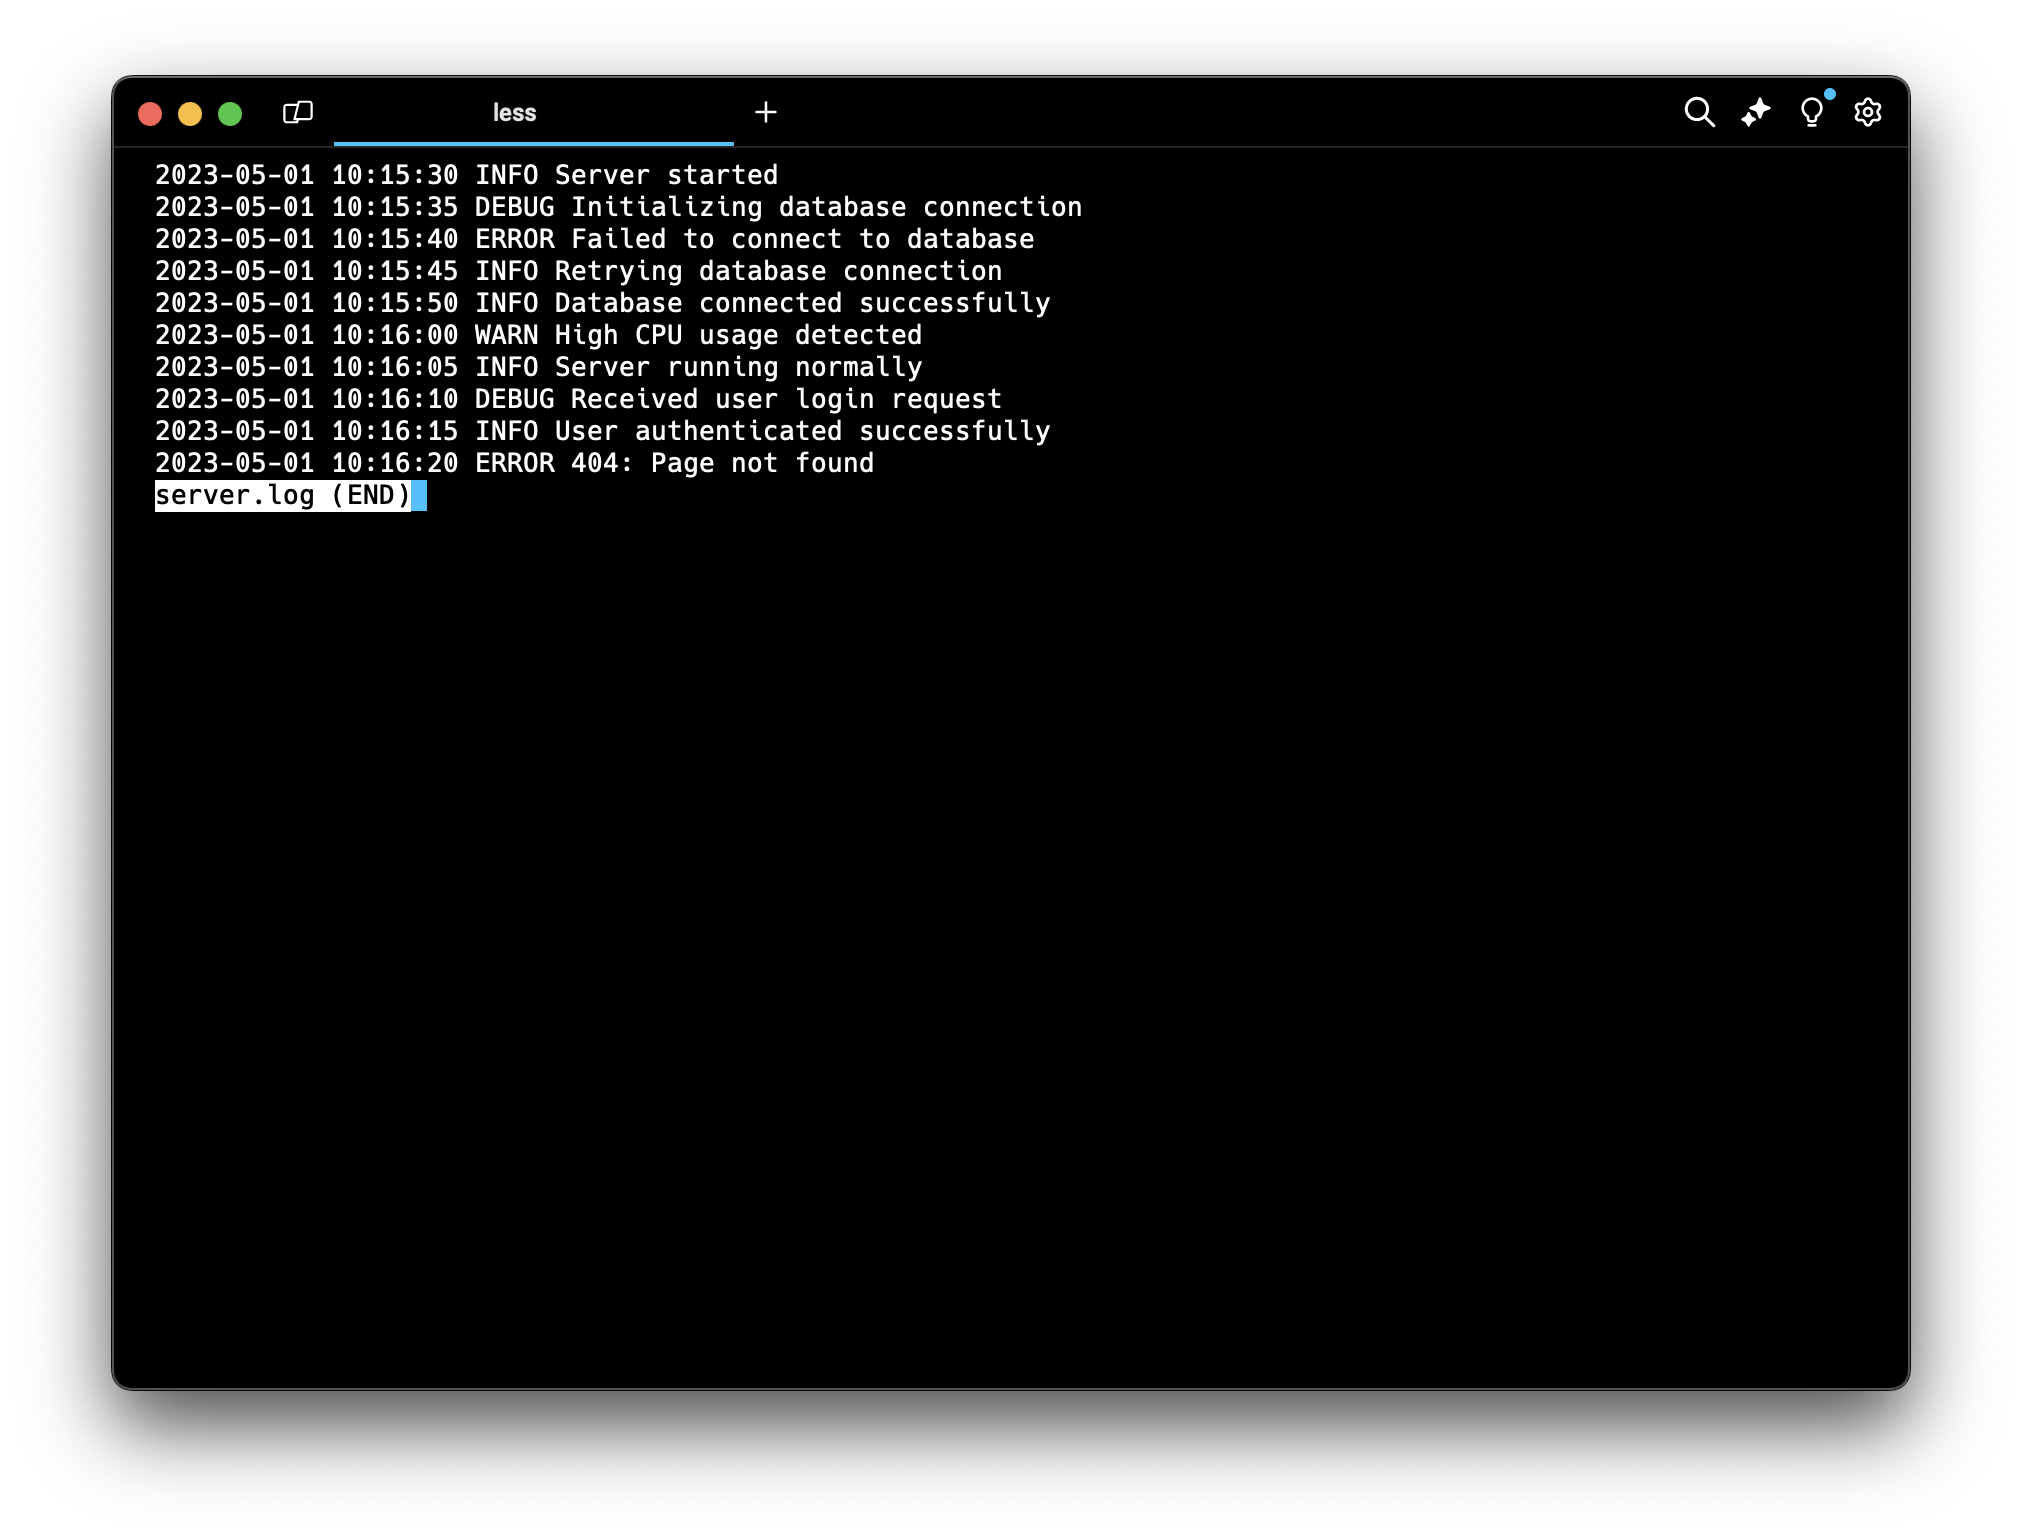 less
2023-05-01 10:15:30 INFO Server started
2023-05-01 10:15:35 DEBUG Initializing database connection
2023-05-01 10:15:40 ERROR Failed to connect to database
2023-05-01 10:15:45 INFO Retrying database connection
2023-05-01 10:15:50 INFO Database connected successfully
2023-05-01 10:16:00 WARN High CPU usage detected
2023-05-01 10:16:05 INFO Server running normally
2023-05-01 10:16:10 DEBUG Received user login request
2023-05-01 10:16:15 INFO User authenticated successfully
2023-05-01 10:16:20 ERROR 404: Page not found
server.log (END)